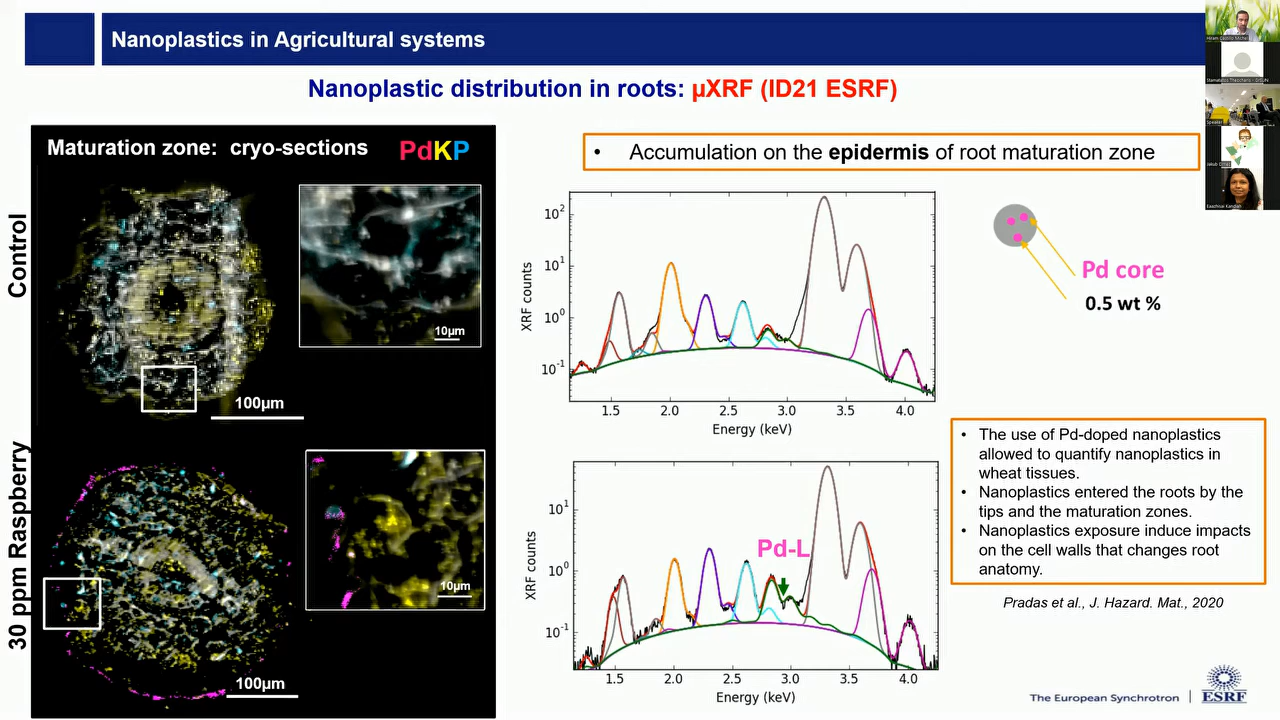 Nanoplastics in Agricultural systems
Nanoplastic distribution in roots: µXRF (ID21 ESRF)
Maturation zone: cryo-sections
PdKP
Control
10µm
100µm
30 ppm Raspberry
10µm
100µm
• Accumulation on the epidermis of root maturation zone
XRF counts
10²
10¹
10⁰
10⁻¹
1.5 2.0 2.5 3.0 3.5 4.0
Energy (keV)
XRF counts
10¹
10⁰
10⁻¹
Pd-L
1.5 2.0 2.5 3.0 3.5 4.0
Energy (keV)
Pd core
0.5 wt %
• The use of Pd-doped nanoplastics
allowed to quantify nanoplastics in
wheat tissues.
• Nanoplastics entered the roots by the
tips and the maturation zones.
• Nanoplastics exposure induce impacts
on the cell walls that changes root
anatomy.
Pradas et al., J. Hazard. Mat., 2020
The European Synchrotron
ESRF
Speaker